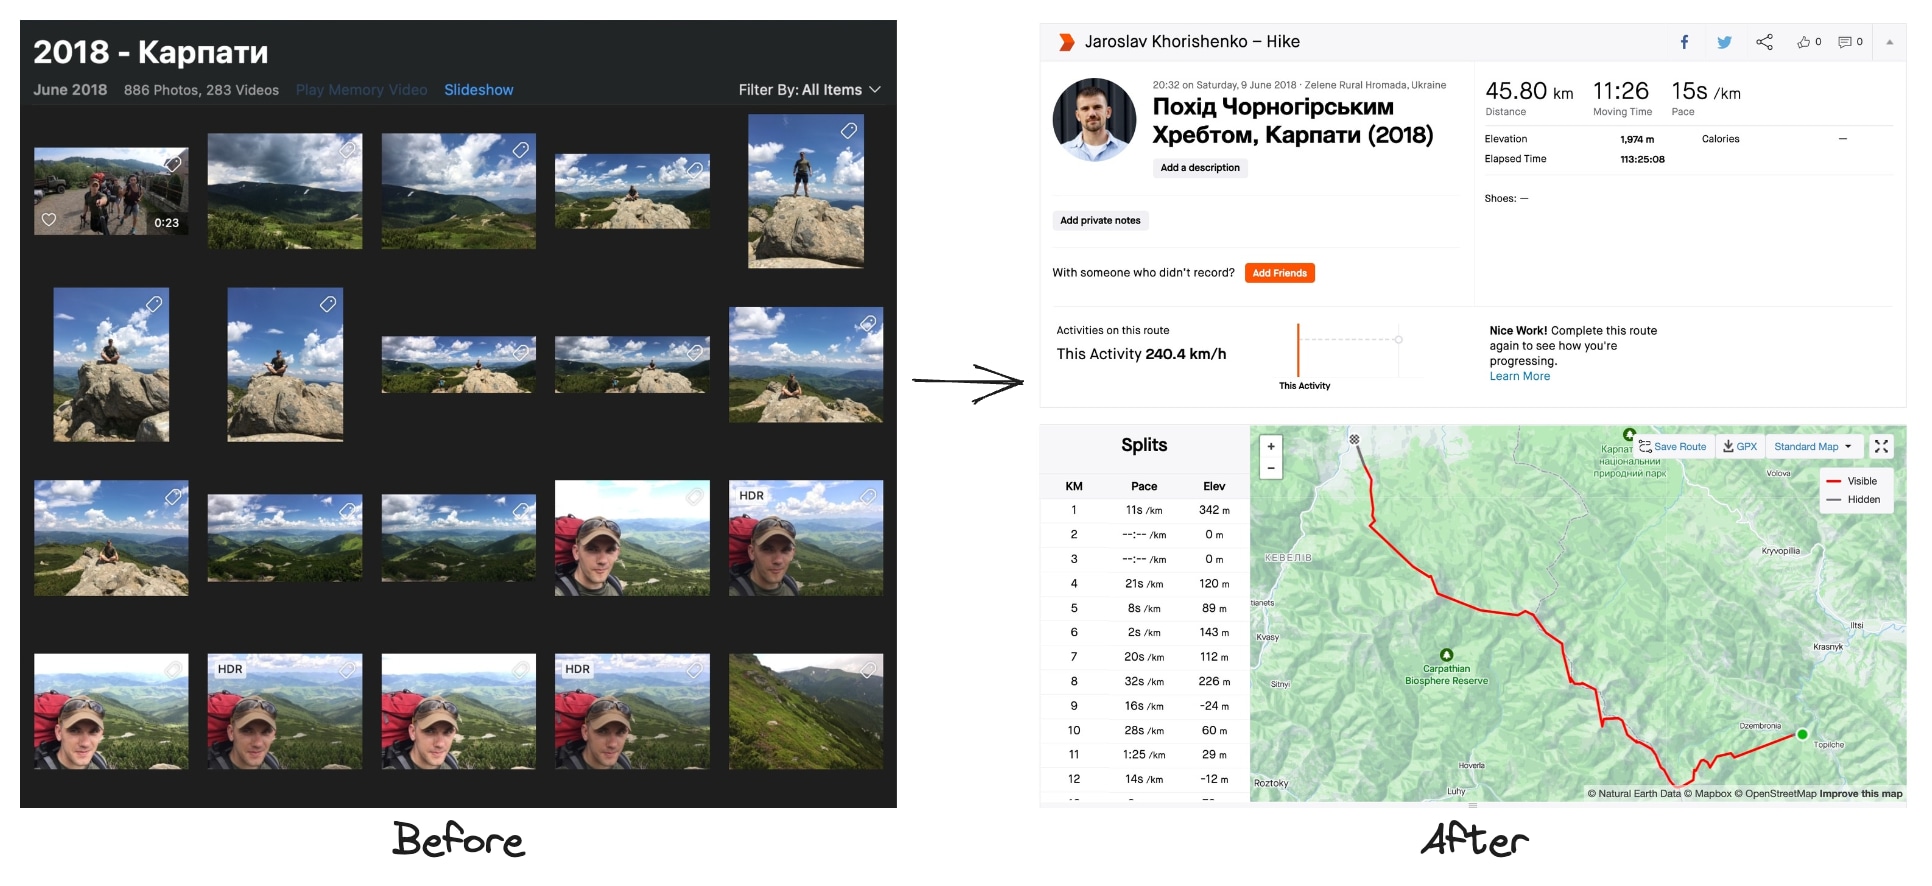 2018 - Карпати
June 2018 886 Photos, 283 Videos Play Memory Video Slideshow Filter By: All Items
0:23
HDR
HDR
HDR
Before
Jaroslav Khorishenko – Hike
0 0
20:32 on Saturday, 9 June 2018 · Zelene Rural Hromada, Ukraine
Похід Чорногірським
Хребтом, Карпати (2018)
Add a description
Add private notes
With someone who didn't record? Add Friends
45.80 km 11:26 15s /km
Distance Moving Time Pace
Elevation 1,974 m Calories —
Elapsed Time 113:25:08
Shoes: —
Activities on this route
This Activity 240.4 km/h
This Activity
Nice Work! Complete this route
again to see how you're
progressing.
Learn More
Splits
KM Pace Elev
1 11s /km 342 m
2 --:-- /km 0 m
3 --:-- /km 0 m
4 21s /km 120 m
5 8s /km 89 m
6 2s /km 143 m
7 20s /km 112 m
8 32s /km 226 m
9 16s /km -24 m
10 28s /km 60 m
11 1:25 /km 29 m
12 14s /km -12 m
+
−
Save Route GPX Standard Map
Visible
Hidden
національний
природний парк
Volova
КЕВЕЛІВ
Kryvopillia
Kvasy
Iltsi
Krasnyk
Carpathian
Biosphere Reserve
Sitnyi
Dzembronia
Topilche
Hoverla
Roztoky
Luhy
© Natural Earth Data © Mapbox © OpenStreetMap Improve this map
After